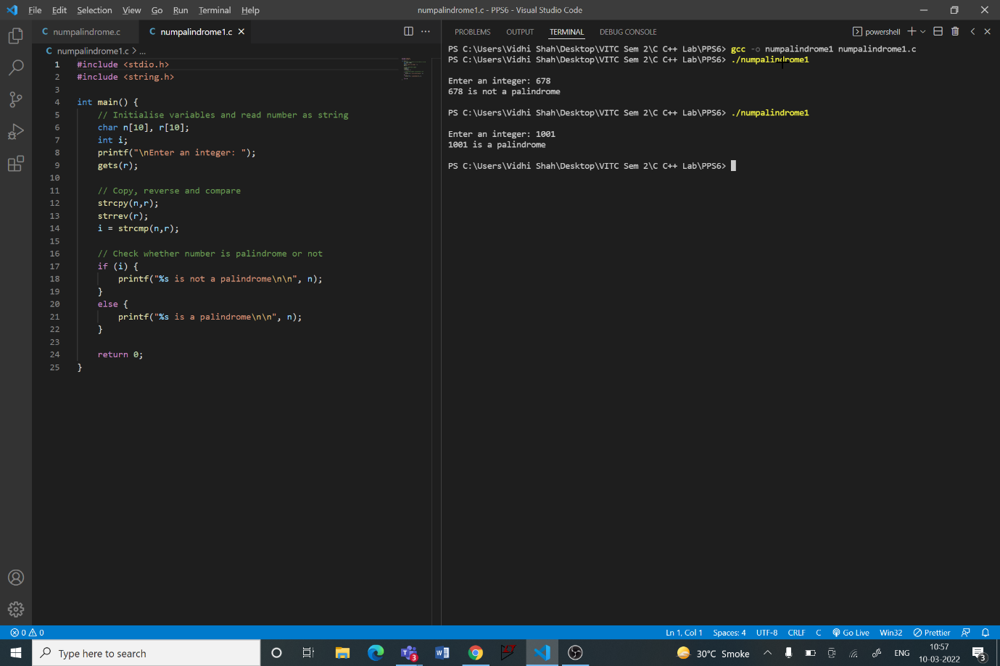 File Edit Selection View Go Run Terminal Help numpalindrome1.c - PPS6 - Visual Studio Code
C numpalindrome.c C numpalindrome1.c
C numpalindrome1.c > ...
1 #include <stdio.h>
2 #include <string.h>
3
4 int main() {
5 // Initialise variables and read number as string
6 char n[10], r[10];
7 int i;
8 printf("\nEnter an integer: ");
9 gets(r);
10
11 // Copy, reverse and compare
12 strcpy(n,r);
13 strrev(r);
14 i = strcmp(n,r);
15
16 // Check whether number is palindrome or not
17 if (i) {
18 printf("%s is not a palindrome\n\n", n);
19 }
20 else {
21 printf("%s is a palindrome\n\n", n);
22 }
23
24 return 0;
25 }
PROBLEMS OUTPUT TERMINAL DEBUG CONSOLE powershell
PS C:\Users\Vidhi Shah\Desktop\VITC Sem 2\C C++ Lab\PPS6> gcc -o numpalindrome1 numpalindrome1.c
PS C:\Users\Vidhi Shah\Desktop\VITC Sem 2\C C++ Lab\PPS6> ./numpalindrome1
Enter an integer: 678
678 is not a palindrome
PS C:\Users\Vidhi Shah\Desktop\VITC Sem 2\C C++ Lab\PPS6> ./numpalindrome1
Enter an integer: 1001
1001 is a palindrome
PS C:\Users\Vidhi Shah\Desktop\VITC Sem 2\C C++ Lab\PPS6>
0 0 Ln 1, Col 1 Spaces: 4 UTF-8 CRLF C Go Live Win32 Prettier
Type here to search 3 30°C Smoke ENG 10:57
10-03-2022 3